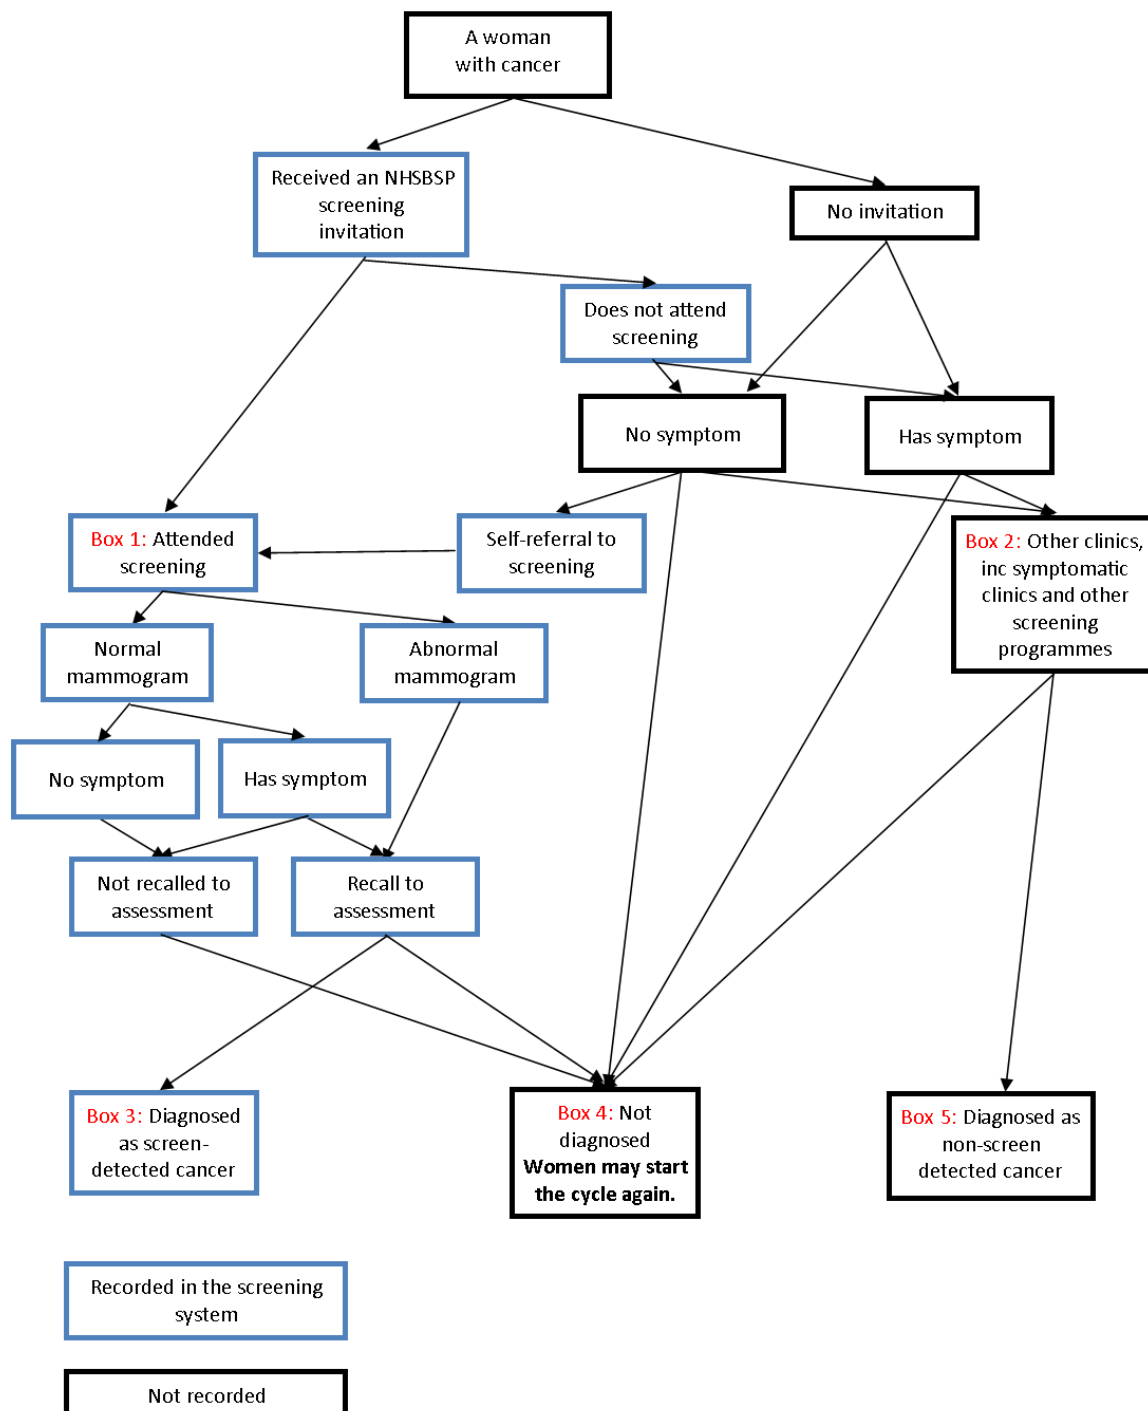 A woman
with cancer
Received an NHSBSP
screening
invitation
No invitation
Does not attend
screening
No symptom
Has symptom
Box 1: Attended
screening
Self-referral to
screening
Box 2: Other clinics,
inc symptomatic
clinics and other
screening
programmes
Normal
mammogram
Abnormal
mammogram
No symptom
Has symptom
Not recalled to
assessment
Recall to
assessment
Box 3: Diagnosed
as screen-
detected cancer
Box 4: Not
diagnosed
Women may start
the cycle again.
Box 5: Diagnosed as
non-screen
detected cancer
Recorded in the screening
system
Not recorded